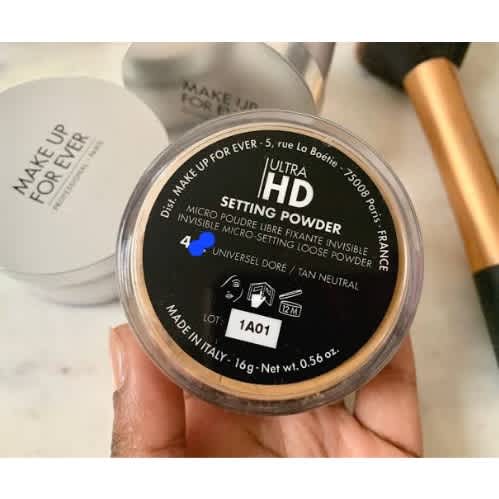 MAKE UP
FOR EVER
PROFESSIONAL - PARIS
MAKE UP
FOR EVER
Dist. MAKE UP FOR EVER - 5, rue La Boétie - 75008 Paris - FRANCE
ULTRA
HD
SETTING POWDER
MICRO POUDRE LIBRE FIXANTE INVISIBLE
INVISIBLE MICRO-SETTING LOOSE POWDER
4
UNIVERSEL DORE / TAN NEUTRAL
12M
LOT:
1A01
MADE IN ITALY - 16g - Net wt. 0.56 oz.